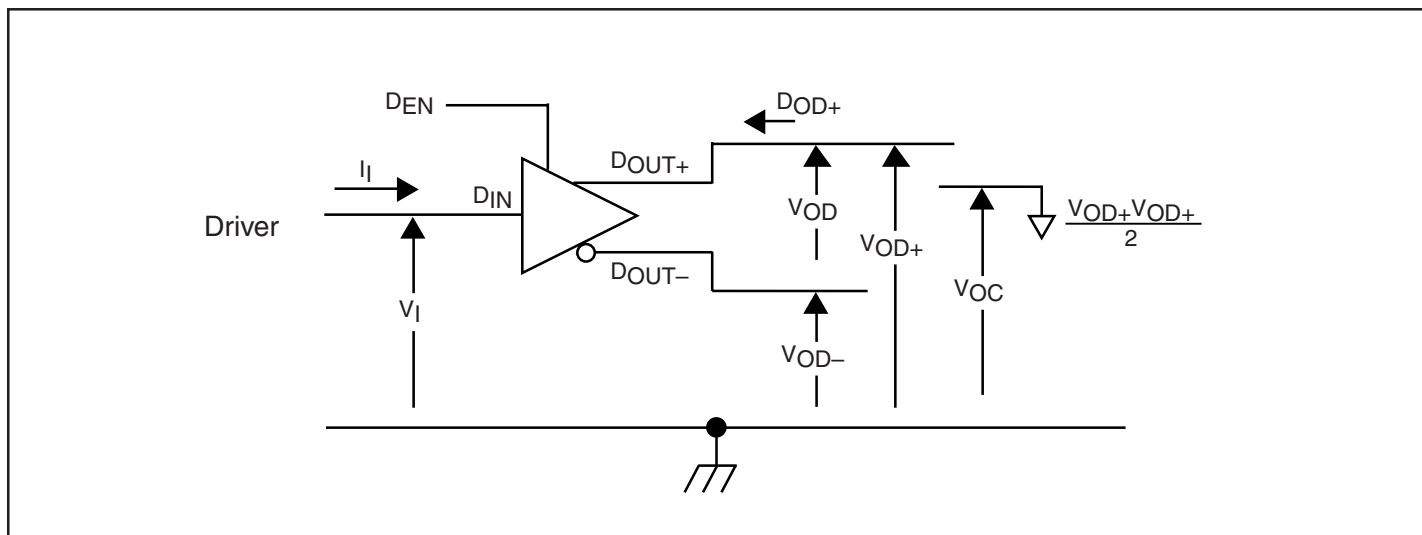 DEN
DOD+
DOUT+
II
DIN
VOD
VOD+VOD+
2
Driver
VOD+
DOUT–
VOC
VI
VOD–